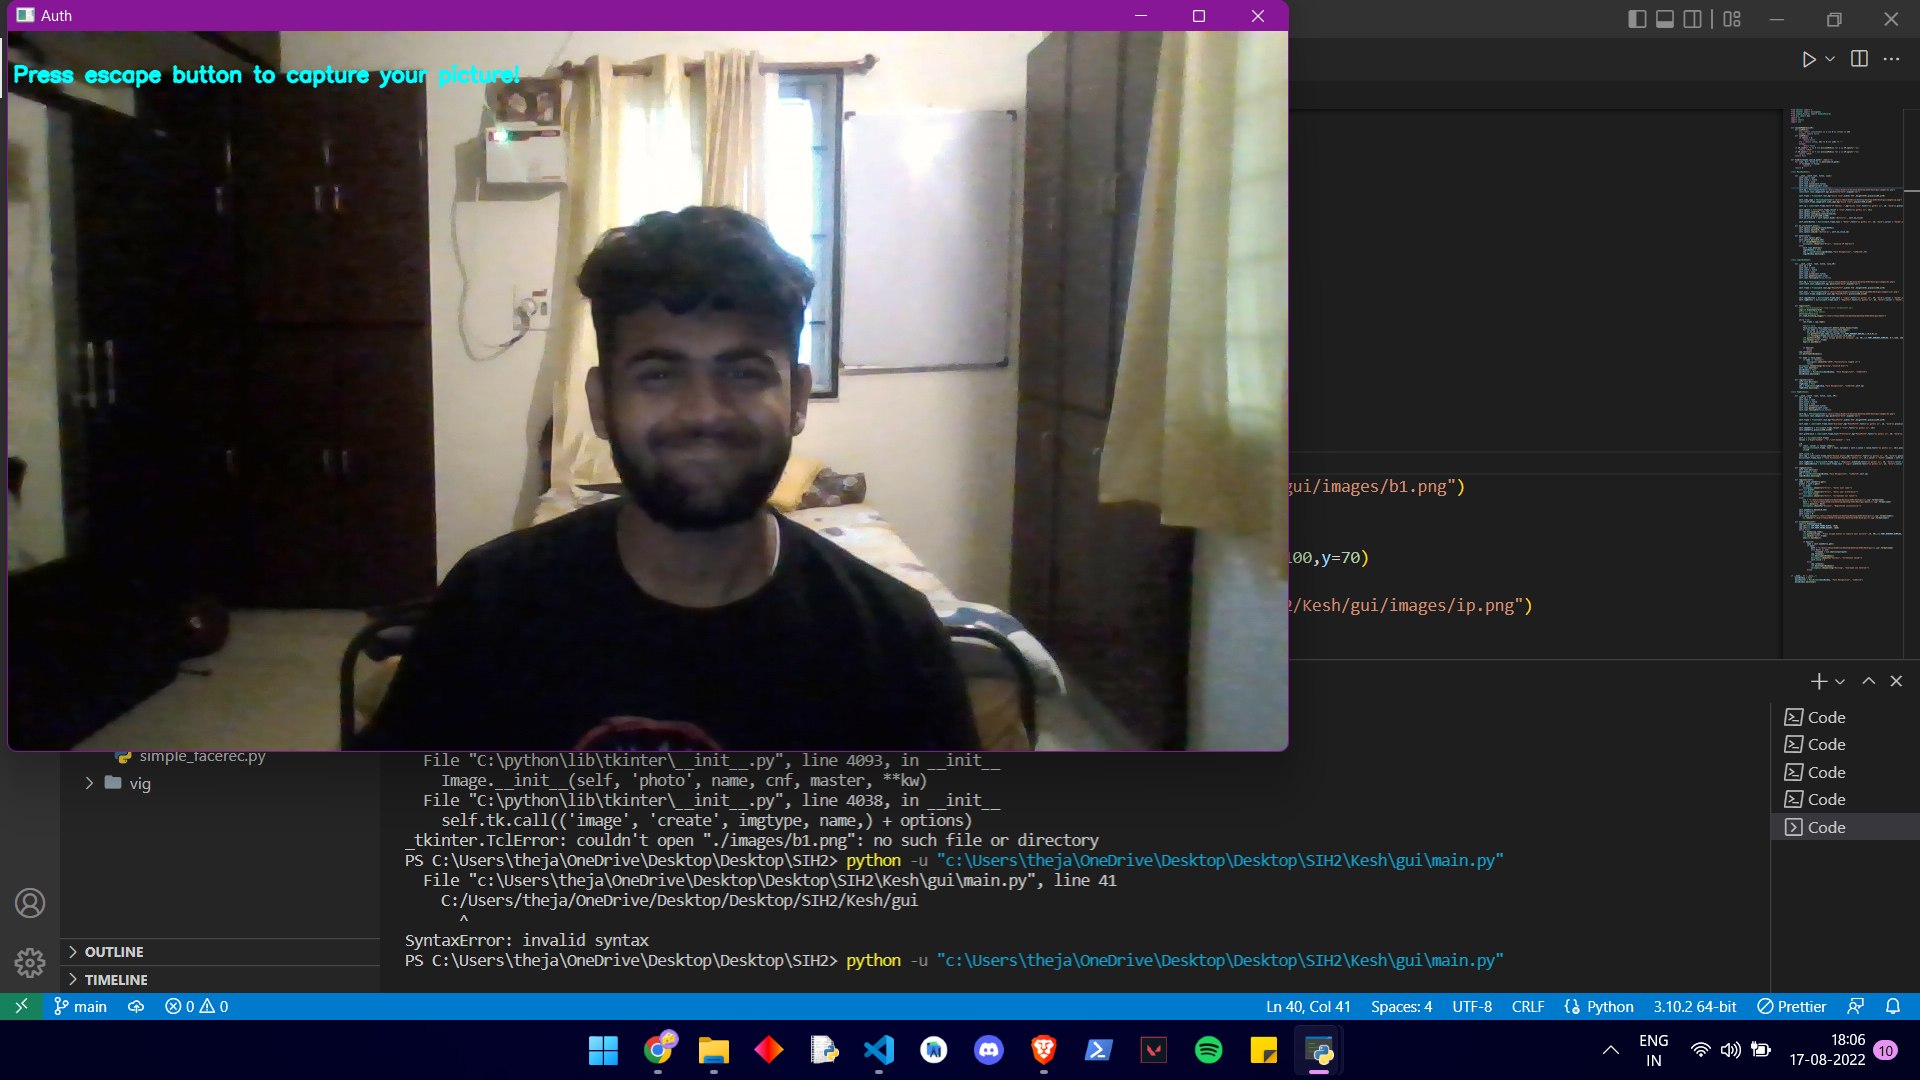 Auth
Press escape button to capture your picture!
gui/images/b1.png")
100,y=70)
2/Kesh/gui/images/ip.png")
simple_facerec.py
vig
OUTLINE
TIMELINE
File "C:\python\lib\tkinter\__init__.py", line 4093, in __init__
Image.__init__(self, 'photo', name, cnf, master, **kw)
File "C:\python\lib\tkinter\__init__.py", line 4038, in __init__
self.tk.call(('image', 'create', imgtype, name,) + options)
_tkinter.TclError: couldn't open "./images/b1.png": no such file or directory
PS C:\Users\theja\OneDrive\Desktop\Desktop\SIH2> python -u "c:\Users\theja\OneDrive\Desktop\Desktop\SIH2\Kesh\gui\main.py"
File "c:\Users\theja\OneDrive\Desktop\Desktop\SIH2\Kesh\gui\main.py", line 41
C:/Users/theja/OneDrive/Desktop/Desktop/SIH2/Kesh/gui
^
SyntaxError: invalid syntax
PS C:\Users\theja\OneDrive\Desktop\Desktop\SIH2> python -u "c:\Users\theja\OneDrive\Desktop\Desktop\SIH2\Kesh\gui\main.py"
Code
Code
Code
Code
Code
main
0 0
Ln 40, Col 41 Spaces: 4 UTF-8 CRLF Python 3.10.2 64-bit Prettier
ENG
IN
18:06
17-08-2022
10